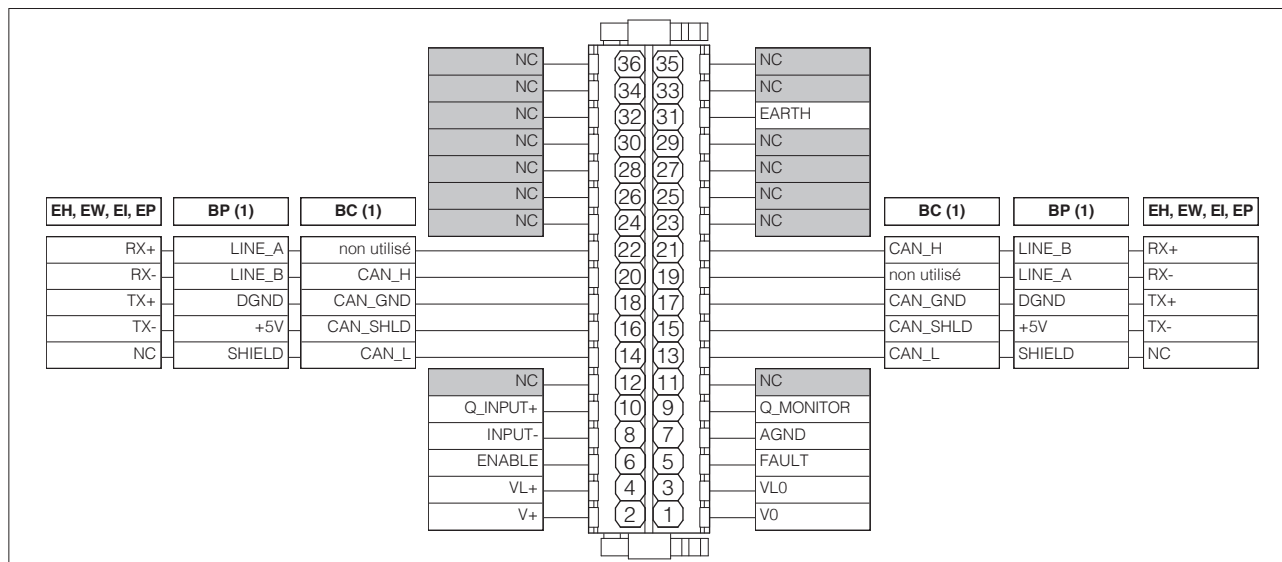 NC 36 35 NC
NC 34 33 NC
NC 32 31 EARTH
NC 30 29 NC
NC 28 27 NC
NC 26 25 NC
EH, EW, EI, EP BP (1) BC (1) NC 24 23 NC BC (1) BP (1) EH, EW, EI, EP
RX+ LINE_A non utilisé 22 21 CAN_H LINE_B RX+
RX- LINE_B CAN_H 20 19 non utilisé LINE_A RX-
TX+ DGND CAN_GND 18 17 CAN_GND DGND TX+
TX- +5V CAN_SHLD 16 15 CAN_SHLD +5V TX-
NC SHIELD CAN_L 14 13 CAN_L SHIELD NC
NC 12 11 NC
Q_INPUT+ 10 9 Q_MONITOR
INPUT- 8 7 AGND
ENABLE 6 5 FAULT
VL+ 4 3 VL0
V+ 2 1 V0